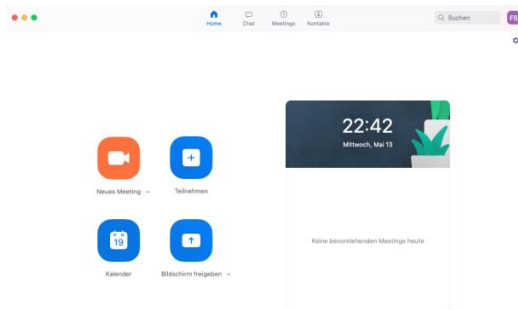 Home
Chat
Meetings
Kontakte
Suchen
FS
22:42
Mittwoch, Mai 13
Neues Meeting
Teilnehmen
19
Kalender
Bildschirm freigeben
Keine bevorstehenden Meetings heute